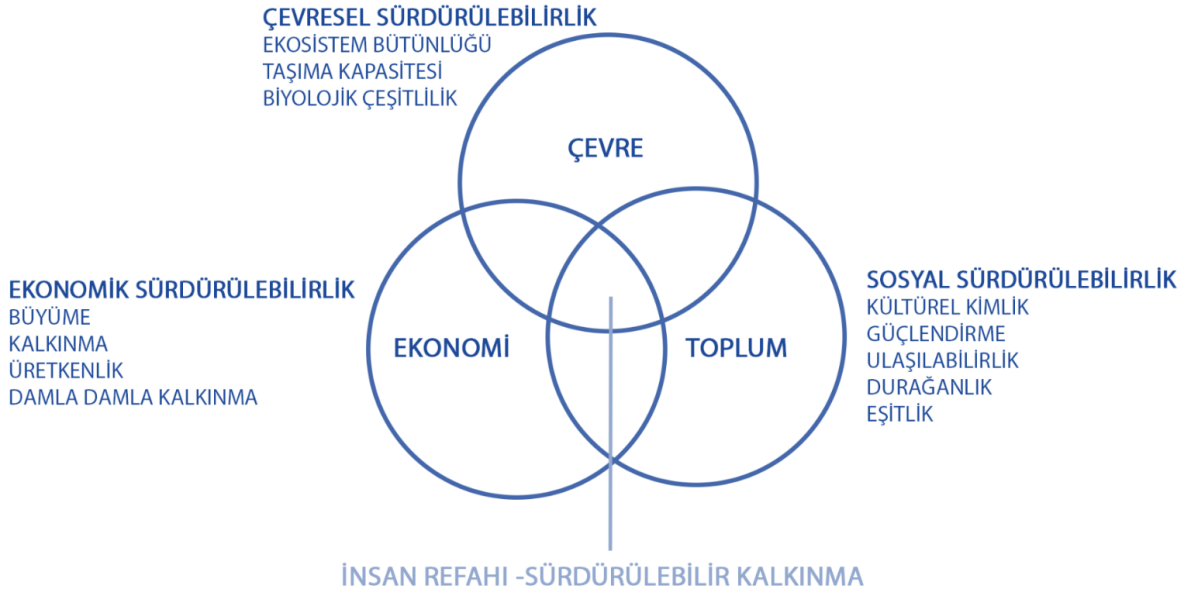 ÇEVRESEL SÜRDÜRÜLEBİLİRLİK
EKOSİSTEM BÜTÜNLÜĞÜ
TAŞIMA KAPASİTESİ
BİYOLOJİK ÇEŞİTLİLİK
ÇEVRE
EKONOMİK SÜRDÜRÜLEBİLİRLİK
BÜYÜME
KALKINMA
ÜRETKENLİK
DAMLA DAMLA KALKINMA
EKONOMİ
TOPLUM
SOSYAL SÜRDÜRÜLEBİLİRLİK
KÜLTÜREL KİMLİK
GÜÇLENDİRME
ULAŞILABİLİRLİK
DURAĞANLIK
EŞİTLİK
İNSAN REFAHI -SÜRDÜRÜLEBİLİR KALKINMA